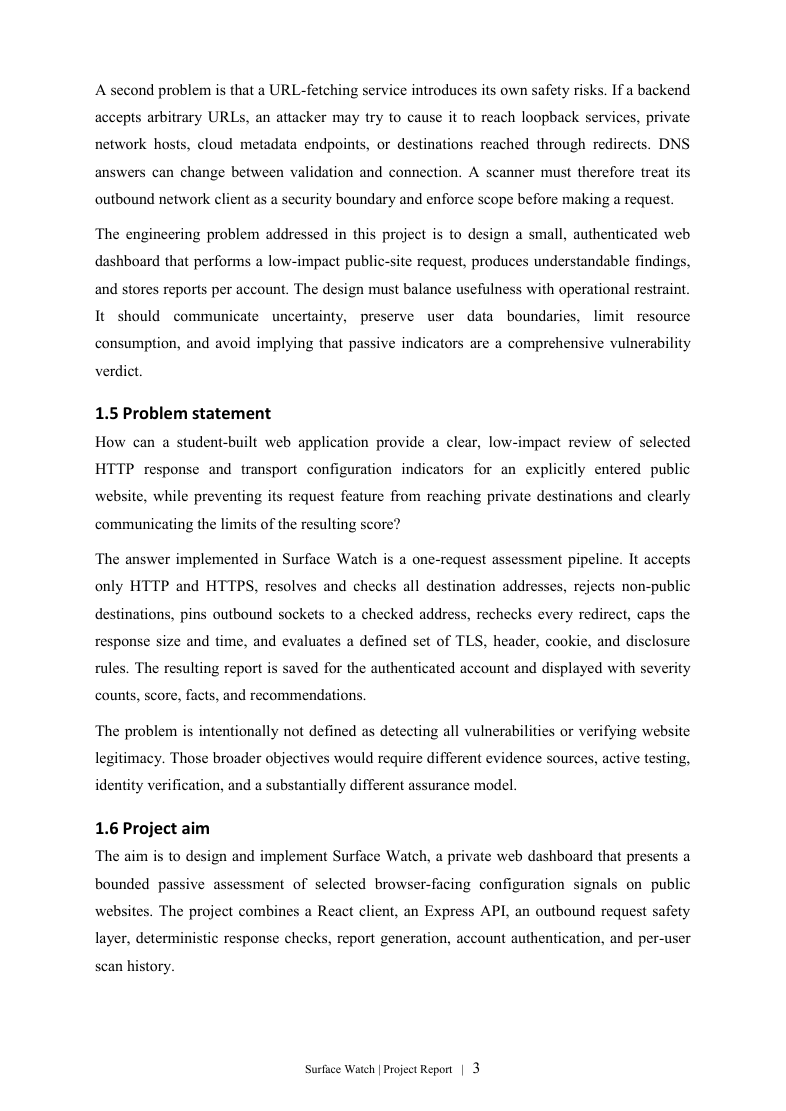 A second problem is that a URL-fetching service introduces its own safety risks. If a backend
accepts arbitrary URLs, an attacker may try to cause it to reach loopback services, private
network hosts, cloud metadata endpoints, or destinations reached through redirects. DNS
answers can change between validation and connection. A scanner must therefore treat its
outbound network client as a security boundary and enforce scope before making a request.
The engineering problem addressed in this project is to design a small, authenticated web
dashboard that performs a low-impact public-site request, produces understandable findings,
and stores reports per account. The design must balance usefulness with operational restraint.
It should communicate uncertainty, preserve user data boundaries, limit resource
consumption, and avoid implying that passive indicators are a comprehensive vulnerability
verdict.
1.5 Problem statement
How can a student-built web application provide a clear, low-impact review of selected
HTTP response and transport configuration indicators for an explicitly entered public
website, while preventing its request feature from reaching private destinations and clearly
communicating the limits of the resulting score?
The answer implemented in Surface Watch is a one-request assessment pipeline. It accepts
only HTTP and HTTPS, resolves and checks all destination addresses, rejects non-public
destinations, pins outbound sockets to a checked address, rechecks every redirect, caps the
response size and time, and evaluates a defined set of TLS, header, cookie, and disclosure
rules. The resulting report is saved for the authenticated account and displayed with severity
counts, score, facts, and recommendations.
The problem is intentionally not defined as detecting all vulnerabilities or verifying website
legitimacy. Those broader objectives would require different evidence sources, active testing,
identity verification, and a substantially different assurance model.
1.6 Project aim
The aim is to design and implement Surface Watch, a private web dashboard that presents a
bounded passive assessment of selected browser-facing configuration signals on public
websites. The project combines a React client, an Express API, an outbound request safety
layer, deterministic response checks, report generation, account authentication, and per-user
scan history.
Surface Watch | Project Report | 3